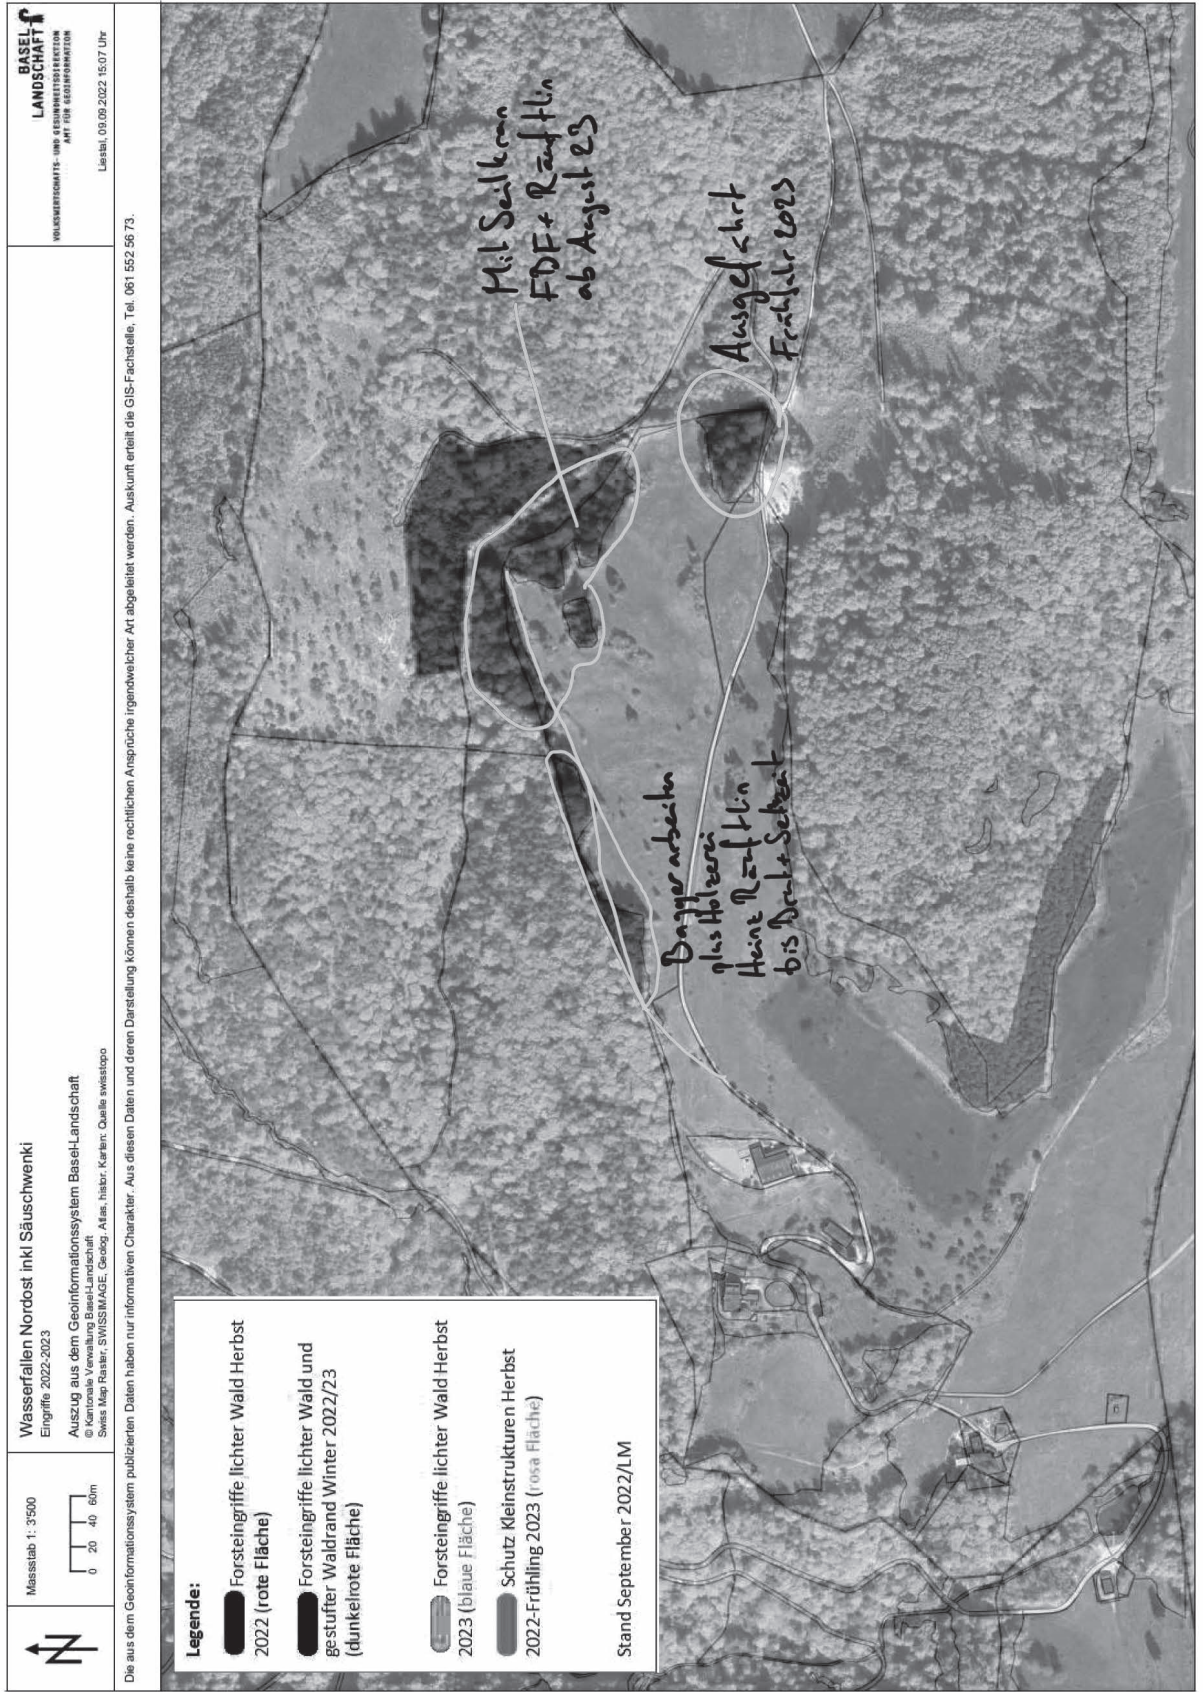 Massstab 1: 3'500
0 20 40 60m
Wasserfallen Nordost inkl Säuschwenki
Eingriffe 2022-2023
Auszug aus dem Geoinformationssystem Basel-Landschaft
© Kantonale Verwaltung Basel-Landschaft
Swiss Map Raster, SWISSIMAGE, Geolog. Atlas, histor. Karten: Quelle swisstopo
BASEL
LANDSCHAFT
VOLKSWIRTSCHAFTS- UND GESUNDHEITSDIREKTION
AMT FÜR GEOINFORMATION
Liestal, 09.09.2022 15:07 Uhr
Die aus dem Geoinformationssystem publizierten Daten haben nur informativen Charakter. Aus diesen Daten und deren Darstellung können deshalb keine rechtlichen Ansprüche irgendwelcher Art abgeleitet werden. Auskunft erteilt die GIS-Fachstelle, Tel. 061 552 56 73.
Legende:
Forsteingriffe lichter Wald Herbst
2022 (rote Fläche)
Forsteingriffe lichter Wald und
gestufter Waldrand Winter 2022/23
(dunkelrote Fläche)
Forsteingriffe lichter Wald Herbst
2023 (blaue Fläche)
Schutz Kleinstrukturen Herbst
2022-Frühling 2023 (rosa Fläche)
Stand September 2022/LM
Mit Seilkran
FDF + Räuftlin
ab August 23
Ausgeführt
Frühjahr 2023
Baggerarbeiten
plus Holzerei
Heinz Räuftlin
bis Brut + Setzzeit